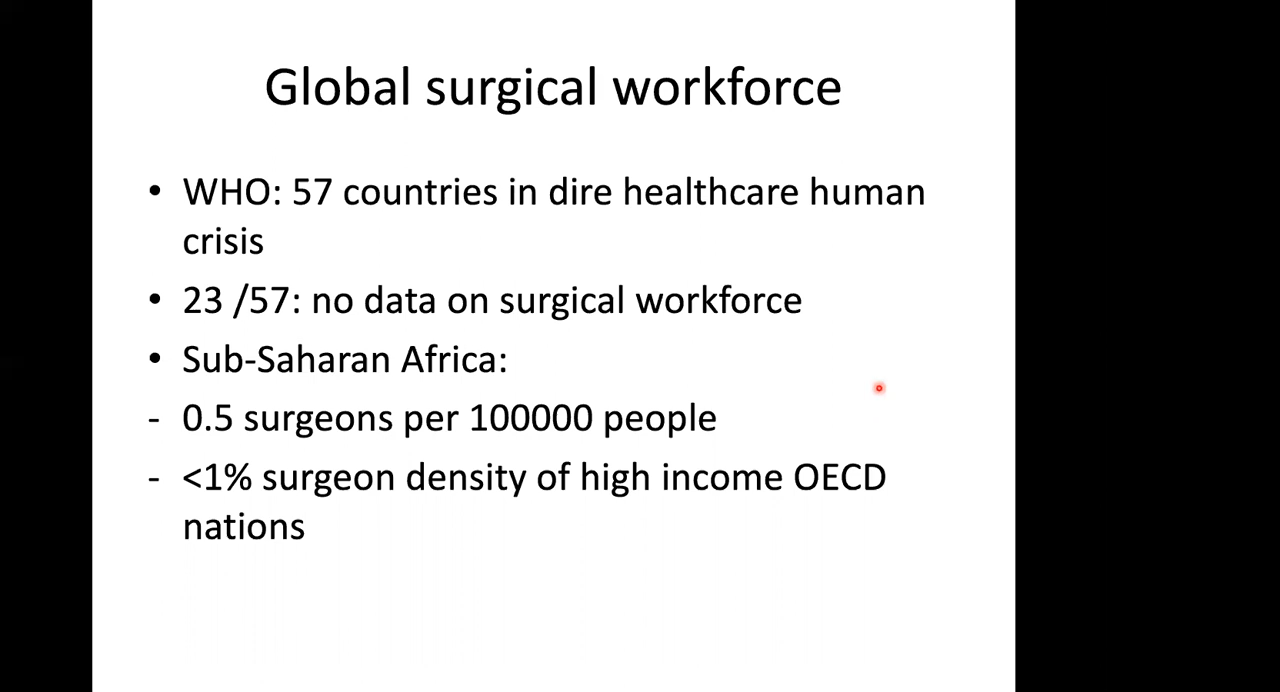 Global surgical workforce
• WHO: 57 countries in dire healthcare human
crisis
• 23 /57: no data on surgical workforce
• Sub-Saharan Africa:
- 0.5 surgeons per 100000 people
- <1% surgeon density of high income OECD
nations